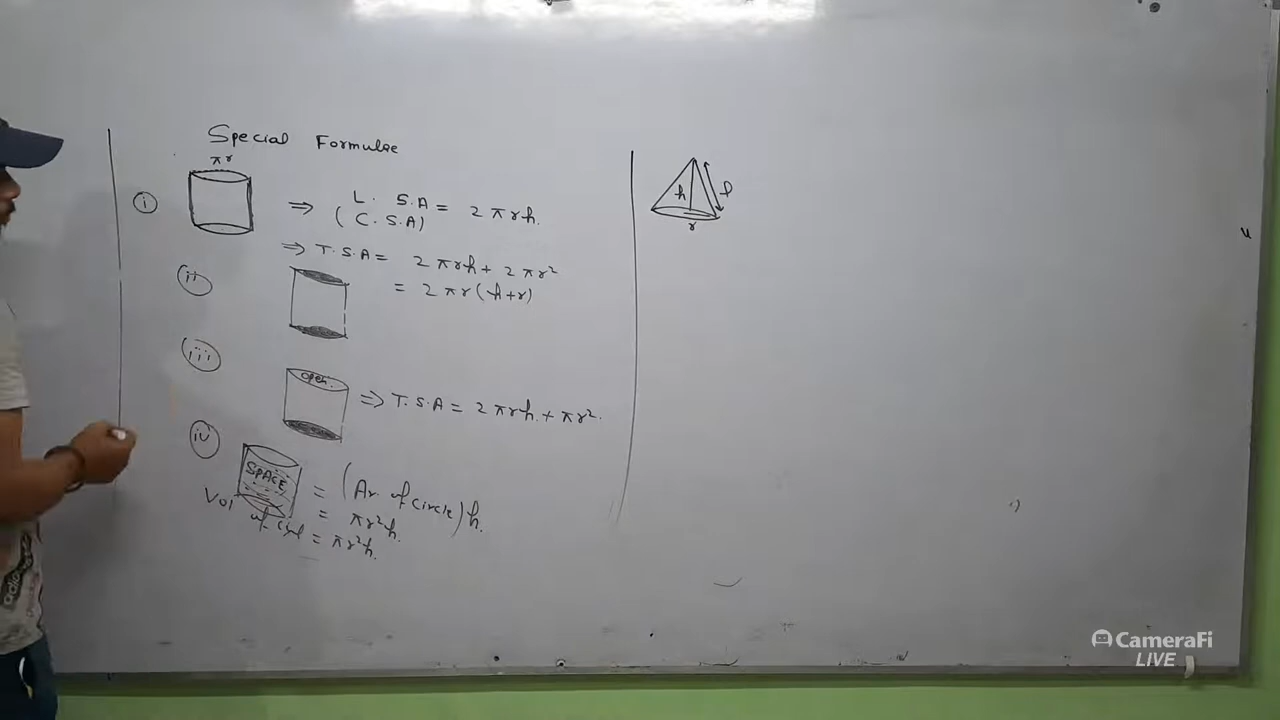 Special Formulae
πr
(i)
⇒ L. S.A = 2πrh.
(C.S.A)
⇒ T.S.A = 2πrh + 2πr²
= 2πr(h+r)
(ii)
(iii)
open.
⇒ T.S.A = 2πrh + πr².
(iv)
SPACE
= (Ar. of circle) h.
= πr²h.
Vol of = πr²h.
h
l
r
CameraFi
LIVE